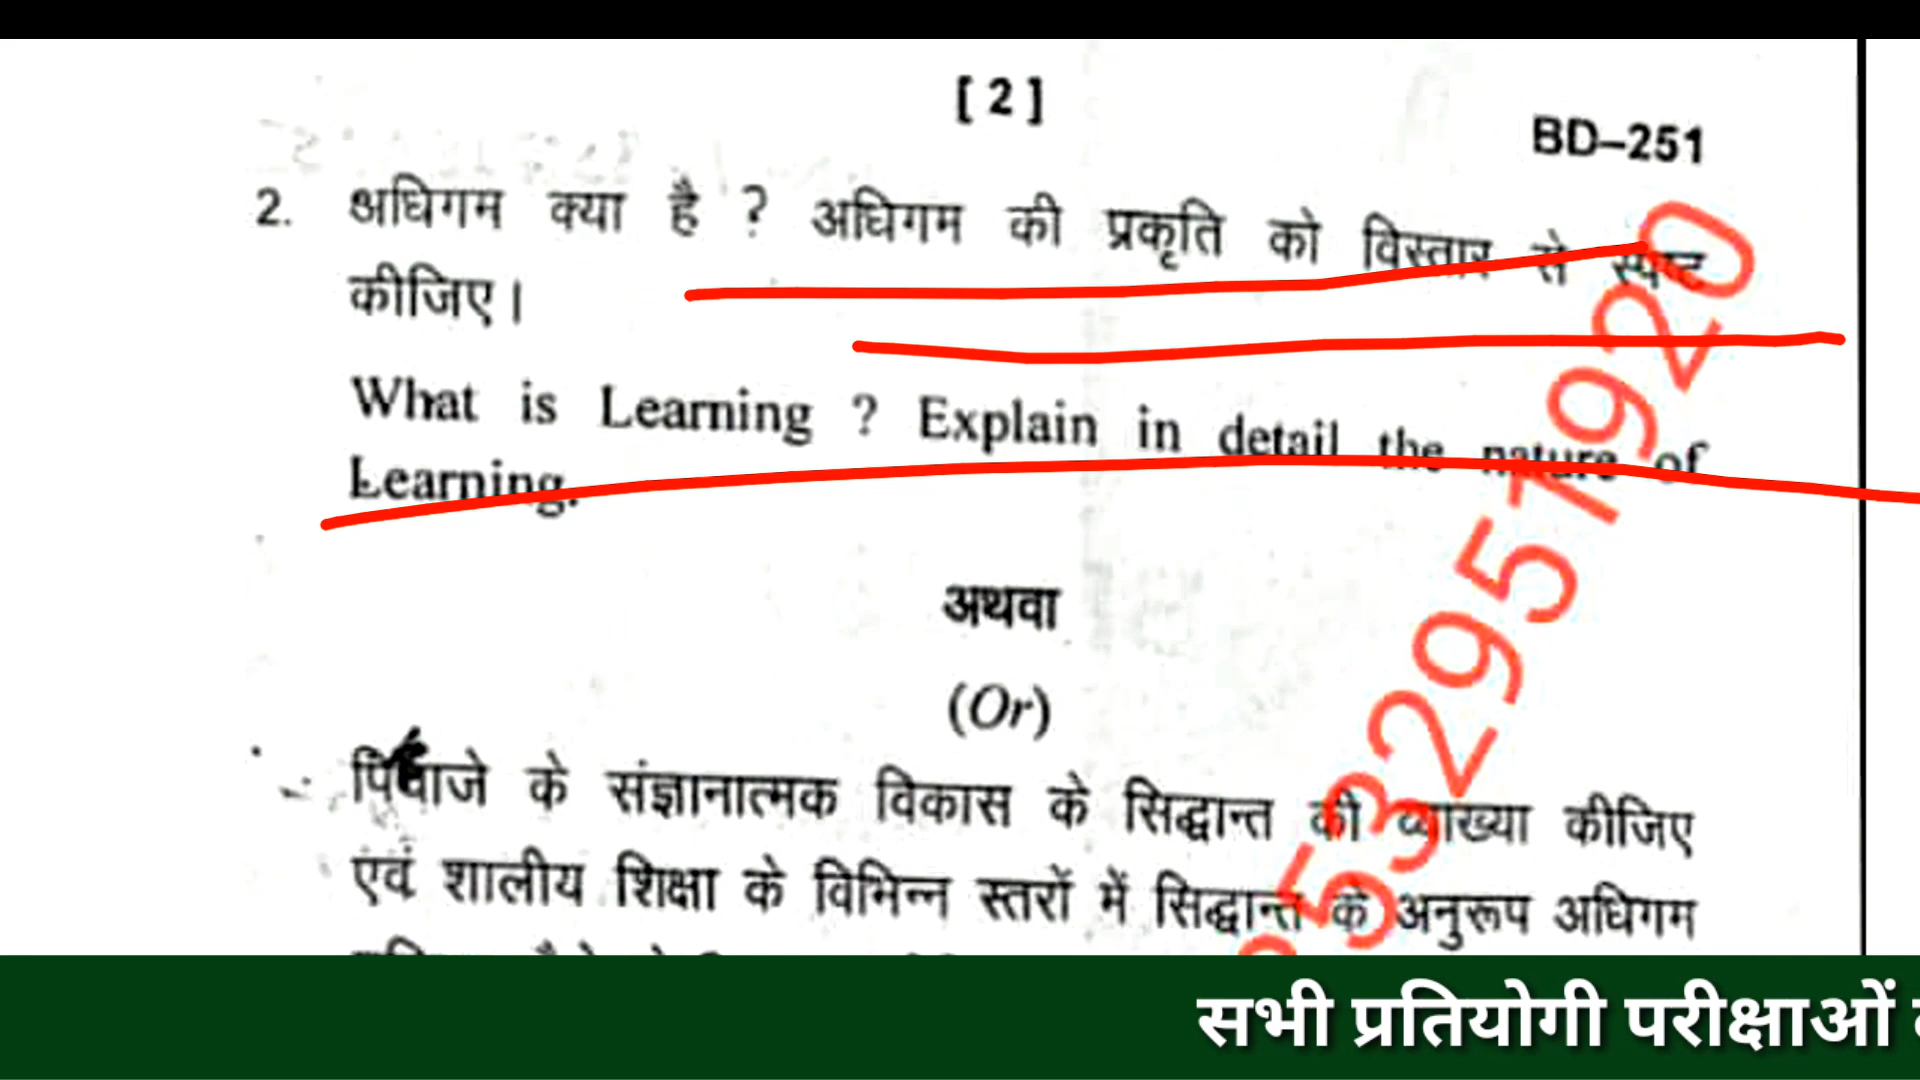 [ 2 ]
BD–251
2. अधिगम क्या है ? अधिगम की प्रकृति को विस्तार से स्पष्ट
कीजिए।
What is Learning ? Explain in detail the nature of
Learning.
अथवा
(Or)
के संज्ञानात्मक विकास के सिद्धान्त की व्याख्या कीजिए
एवं शालीय शिक्षा के विभिन्न स्तरों में सिद्धान्त के अनुरूप अधिगम
5329951920
सभी प्रतियोगी परीक्षाओं